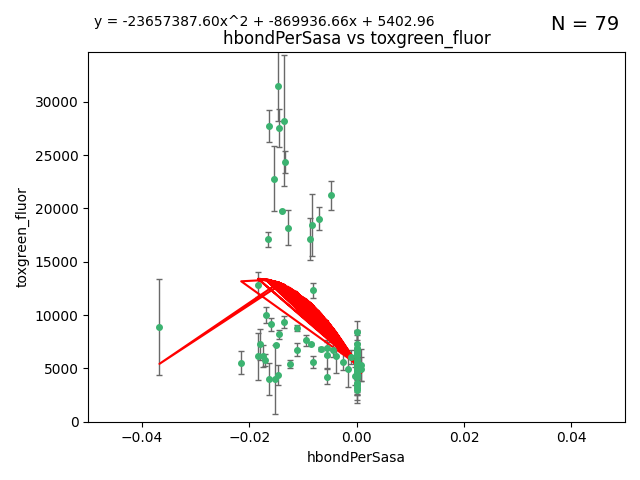 y = -23657387.60x^2 + -869936.66x + 5402.96
N = 79
hbondPerSasa vs toxgreen_fluor
30000
25000
20000
15000
10000
5000
0
toxgreen_fluor
−0.04
−0.02
0.00
0.02
0.04
hbondPerSasa